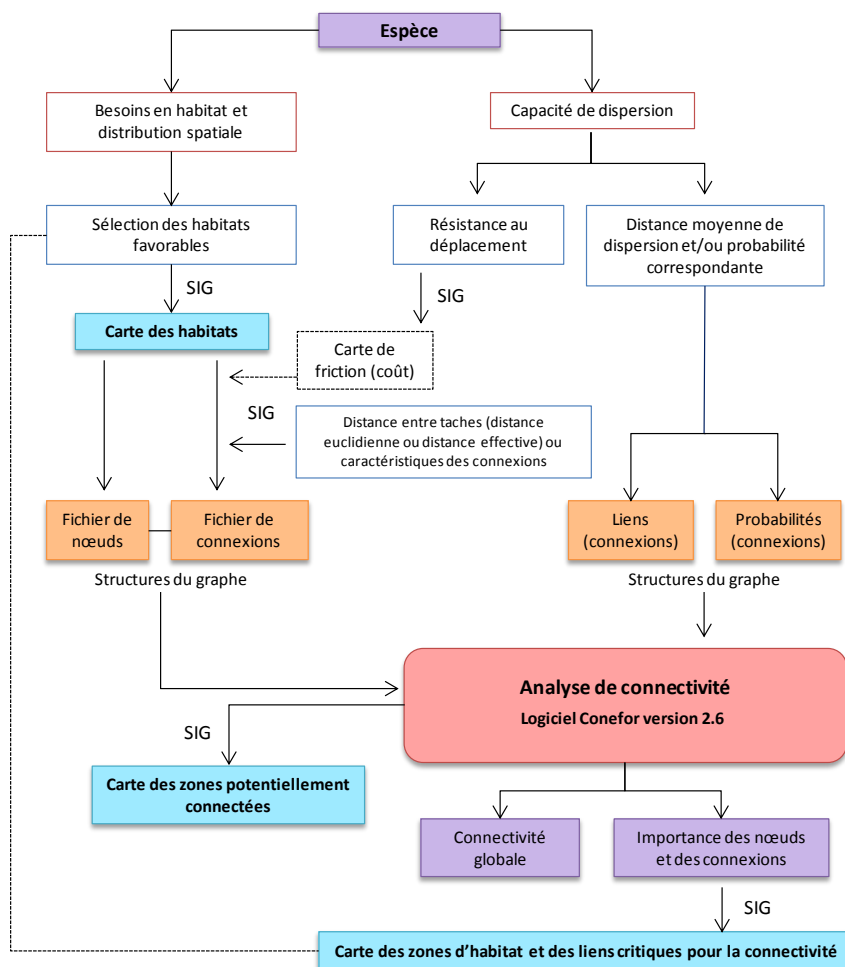 Espèce
Besoins en habitat et
distribution spatiale
Capacité de dispersion
Sélection des habitats
favorables
Résistance au
déplacement
Distance moyenne de
dispersion et/ou probabilité
correspondante
SIG
SIG
Carte des habitats
Carte de
friction (coût)
SIG
Distance entre taches (distance
euclidienne ou distance effective) ou
caractéristiques des connexions
Fichier de
nœuds
Fichier de
connexions
Liens
(connexions)
Probabilités
(connexions)
Structures du graphe
Structures du graphe
Analyse de connectivité
Logiciel Conefor version 2.6
SIG
Carte des zones potentiellement
connectées
Connectivité
globale
Importance des nœuds
et des connexions
SIG
Carte des zones d’habitat et des liens critiques pour la connectivité